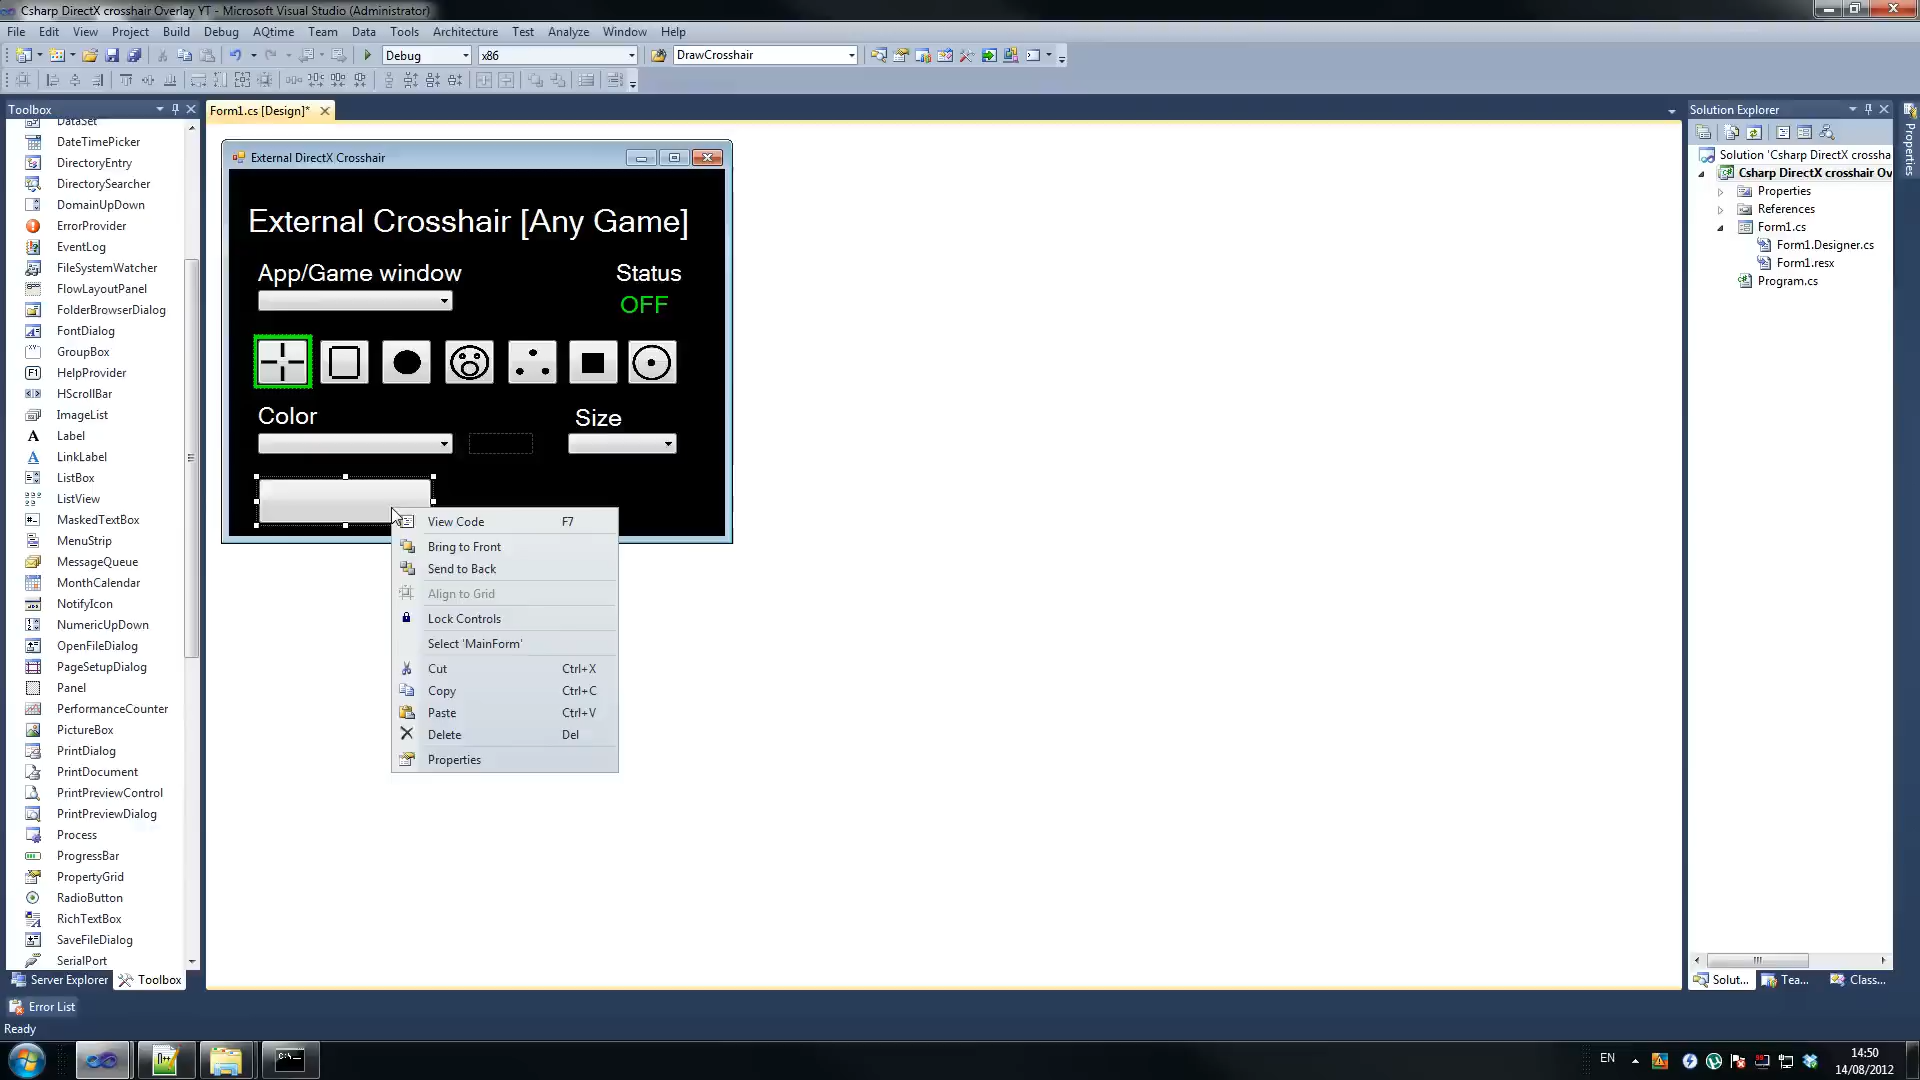 Csharp DirectX crosshair Overlay YT - Microsoft Visual Studio (Administrator)
File Edit View Project Build Debug AQtime Team Data Tools Architecture Test Analyze Window Help
Debug x86 DrawCrosshair
Toolbox
Form1.cs [Design]*
Solution Explorer
Properties
DataSet
DateTimePicker
DirectoryEntry
DirectorySearcher
DomainUpDown
ErrorProvider
EventLog
FileSystemWatcher
FlowLayoutPanel
FolderBrowserDialog
FontDialog
GroupBox
HelpProvider
HScrollBar
ImageList
Label
LinkLabel
ListBox
ListView
MaskedTextBox
MenuStrip
MessageQueue
MonthCalendar
NotifyIcon
NumericUpDown
OpenFileDialog
PageSetupDialog
Panel
PerformanceCounter
PictureBox
PrintDialog
PrintDocument
PrintPreviewControl
PrintPreviewDialog
Process
ProgressBar
PropertyGrid
RadioButton
RichTextBox
SaveFileDialog
SerialPort
Server Explorer Toolbox
External DirectX Crosshair
External Crosshair [Any Game]
App/Game window Status
OFF
Color Size
View Code F7
Bring to Front
Send to Back
Align to Grid
Lock Controls
Select 'MainForm'
Cut Ctrl+X
Copy Ctrl+C
Paste Ctrl+V
Delete Del
Properties
Solution 'Csharp DirectX crossha
Csharp DirectX crosshair Ov
Properties
References
Form1.cs
Form1.Designer.cs
Form1.resx
Program.cs
Solut... Tea... Class...
Error List
Ready
EN
14:50
14/08/2012